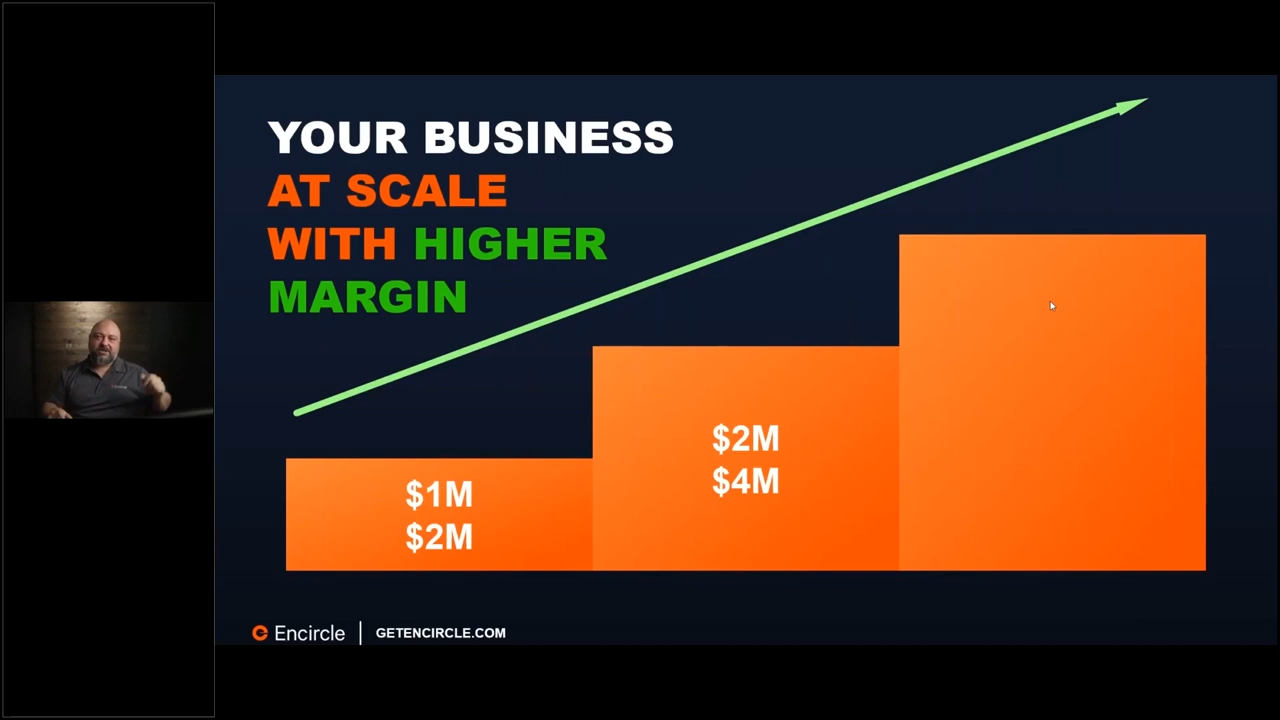 YOUR BUSINESS
AT SCALE
WITH HIGHER
MARGIN
$1M
$2M
$2M
$4M
Encircle
GETENCIRCLE.COM